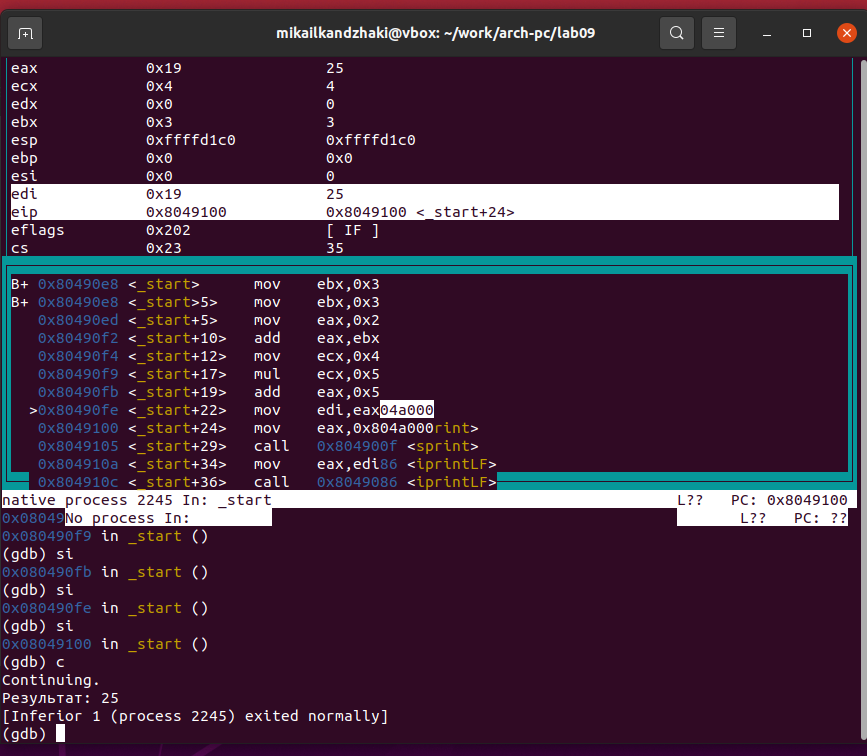 mikailkandzhaki@vbox: ~/work/arch-pc/lab09
eax 0x19 25
ecx 0x4 4
edx 0x0 0
ebx 0x3 3
esp 0xffffd1c0 0xffffd1c0
ebp 0x0 0x0
esi 0x0 0
edi 0x19 25
eip 0x8049100 0x8049100 <_start+24>
eflags 0x202 [ IF ]
cs 0x23 35
B+ 0x80490e8 <_start> mov ebx,0x3
B+ 0x80490e8 <_start>5> mov ebx,0x3
0x80490ed <_start+5> mov eax,0x2
0x80490f2 <_start+10> add eax,ebx
0x80490f4 <_start+12> mov ecx,0x4
0x80490f9 <_start+17> mul ecx,0x5
0x80490fb <_start+19> add eax,0x5
>0x80490fe <_start+22> mov edi,eax04a000
0x8049100 <_start+24> mov eax,0x804a000rint>
0x8049105 <_start+29> call 0x804900f <sprint>
0x804910a <_start+34> mov eax,edi86 <iprintLF>
0x804910c <_start+36> call 0x8049086 <iprintLF>
native process 2245 In: _start L?? PC: 0x8049100
0x08049No process In: L?? PC: ??
0x080490f9 in _start ()
(gdb) si
0x080490fb in _start ()
(gdb) si
0x080490fe in _start ()
(gdb) si
0x08049100 in _start ()
(gdb) c
Continuing.
Результат: 25
[Inferior 1 (process 2245) exited normally]
(gdb)